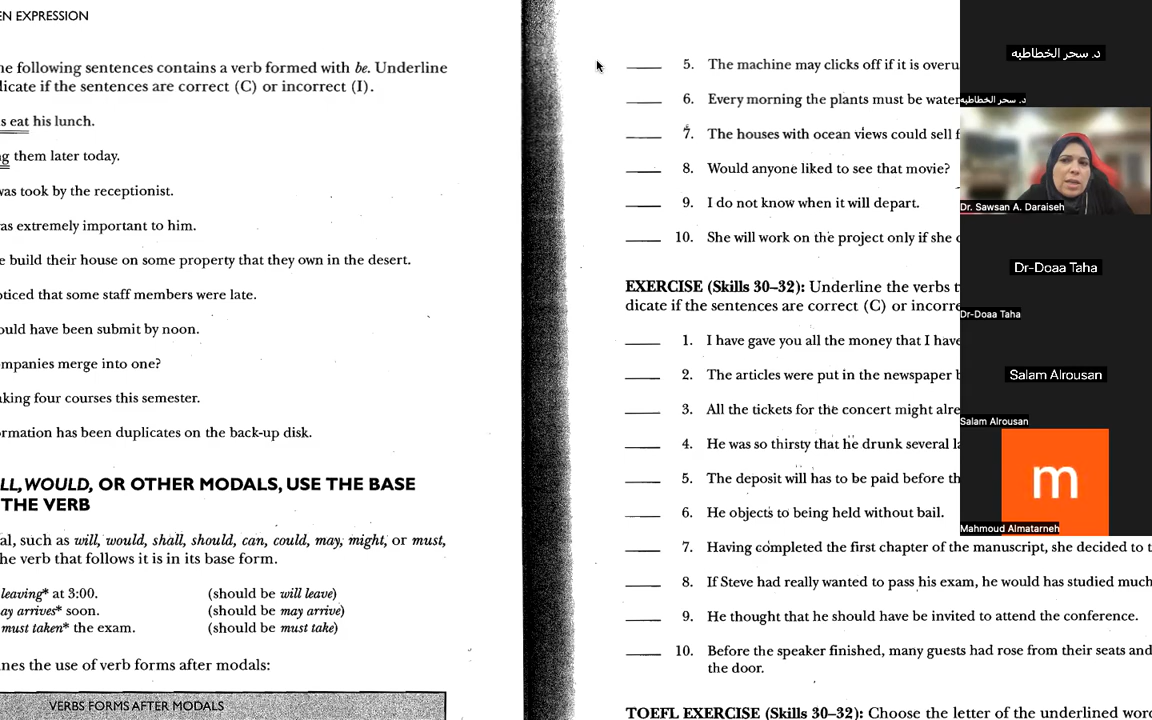 EN EXPRESSION
he following sentences contains a verb formed with be. Underline
dicate if the sentences are correct (C) or incorrect (I).
s eat his lunch.
g them later today.
was took by the receptionist.
as extremely important to him.
e build their house on some property that they own in the desert.
oticed that some staff members were late.
ould have been submit by noon.
mpanies merge into one?
aking four courses this semester.
ormation has been duplicates on the back-up disk.
LL, WOULD, OR OTHER MODALS, USE THE BASE
THE VERB
al, such as will, would, shall, should, can, could, may, might, or must,
he verb that follows it is in its base form.
leaving* at 3:00. (should be will leave)
ay arrives* soon. (should be may arrive)
must taken* the exam. (should be must take)
nes the use of verb forms after modals:
VERBS FORMS AFTER MODALS
5. The machine may clicks off if it is overu
6. Every morning the plants must be water
7. The houses with ocean views could sell f
8. Would anyone liked to see that movie?
9. I do not know when it will depart.
10. She will work on the project only if she
EXERCISE (Skills 30–32): Underline the verbs t
dicate if the sentences are correct (C) or incorre
1. I have gave you all the money that I have
2. The articles were put in the newspaper b
3. All the tickets for the concert might alre
4. He was so thirsty that he drunk several la
5. The deposit will has to be paid before th
6. He objects to being held without bail.
7. Having completed the first chapter of the manuscript, she decided to t
8. If Steve had really wanted to pass his exam, he would has studied much
9. He thought that he should have be invited to attend the conference.
10. Before the speaker finished, many guests had rose from their seats and
the door.
TOEFL EXERCISE (Skills 30–32): Choose the letter of the underlined word
د. سحر الخطاطبه
د. سحر الخطاطبه
Dr. Sawsan A. Daraiseh
Dr-Doaa Taha
Dr-Doaa Taha
Salam Alrousan
Salam Alrousan
m
Mahmoud Almatarneh